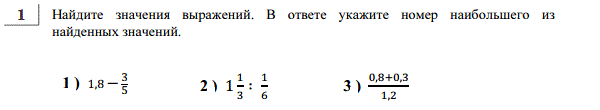 1 Найдите значения выражений. В ответе укажите номер наибольшего из
найденных значений.
1 ) 1,8 − 3/5 2 ) 1 1/3 : 1/6 3 ) 0,8+0,3/1,2